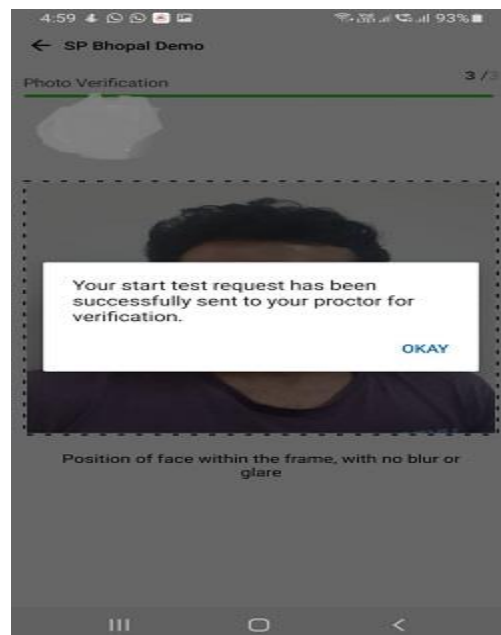 4:59 93%
SP Bhopal Demo
Photo Verification 3 /3
Your start test request has been
successfully sent to your proctor for
verification.
OKAY
Position of face within the frame, with no blur or
glare